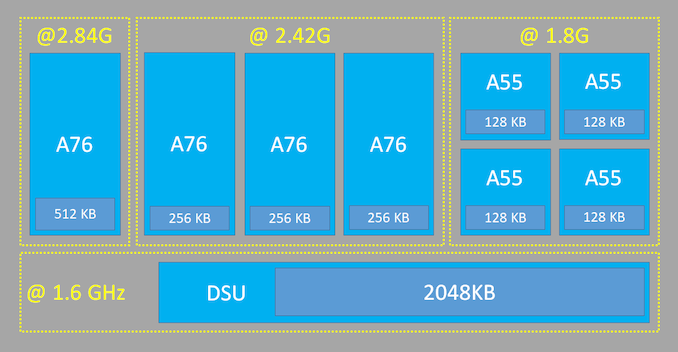 @2.84G
@ 2.42G
@ 1.8G
A76
512 KB
A76
256 KB
A76
256 KB
A76
256 KB
A55
128 KB
A55
128 KB
A55
128 KB
A55
128 KB
@ 1.6 GHz
DSU
2048KB